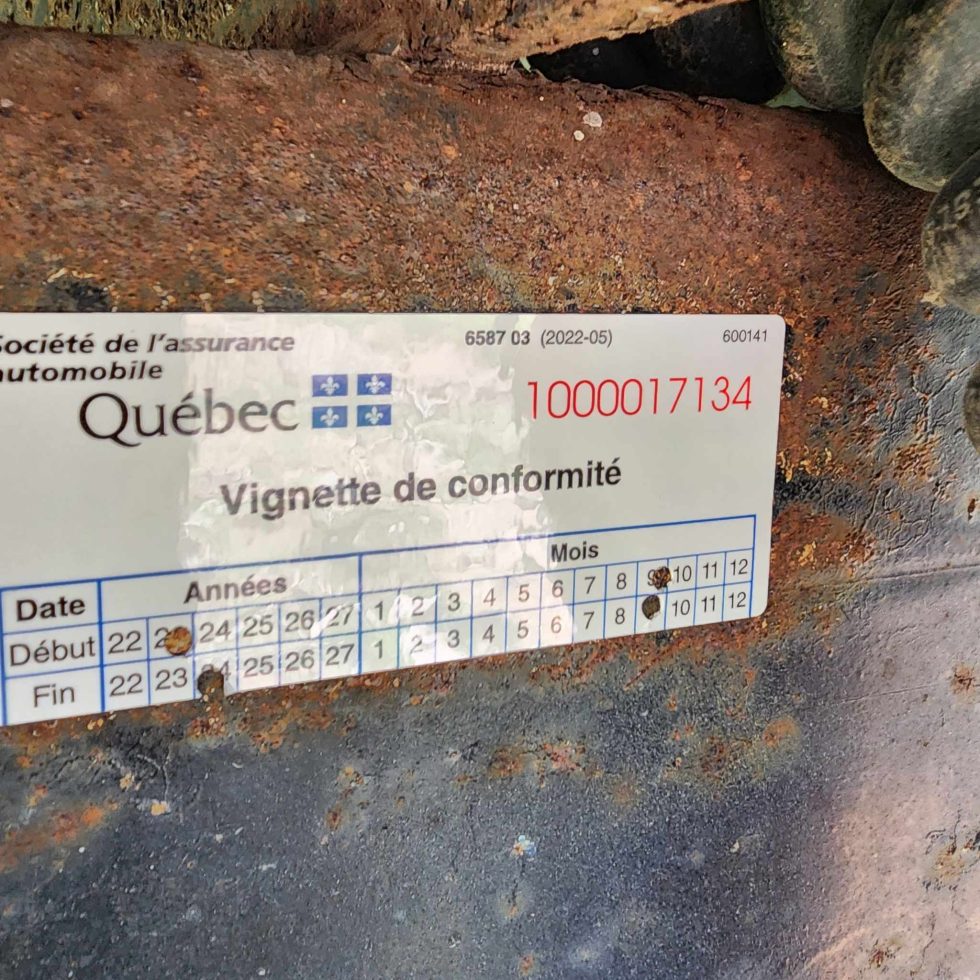 Société de l'assurance
automobile
Québec
6587 03 (2022-05)
600141
1000017134
Vignette de conformité
Date Années Mois
Début 22 24 25 26 27 1 2 3 4 5 6 7 8 10 11 12
Fin 22 23 25 26 27 1 2 3 4 5 6 7 8 10 11 12